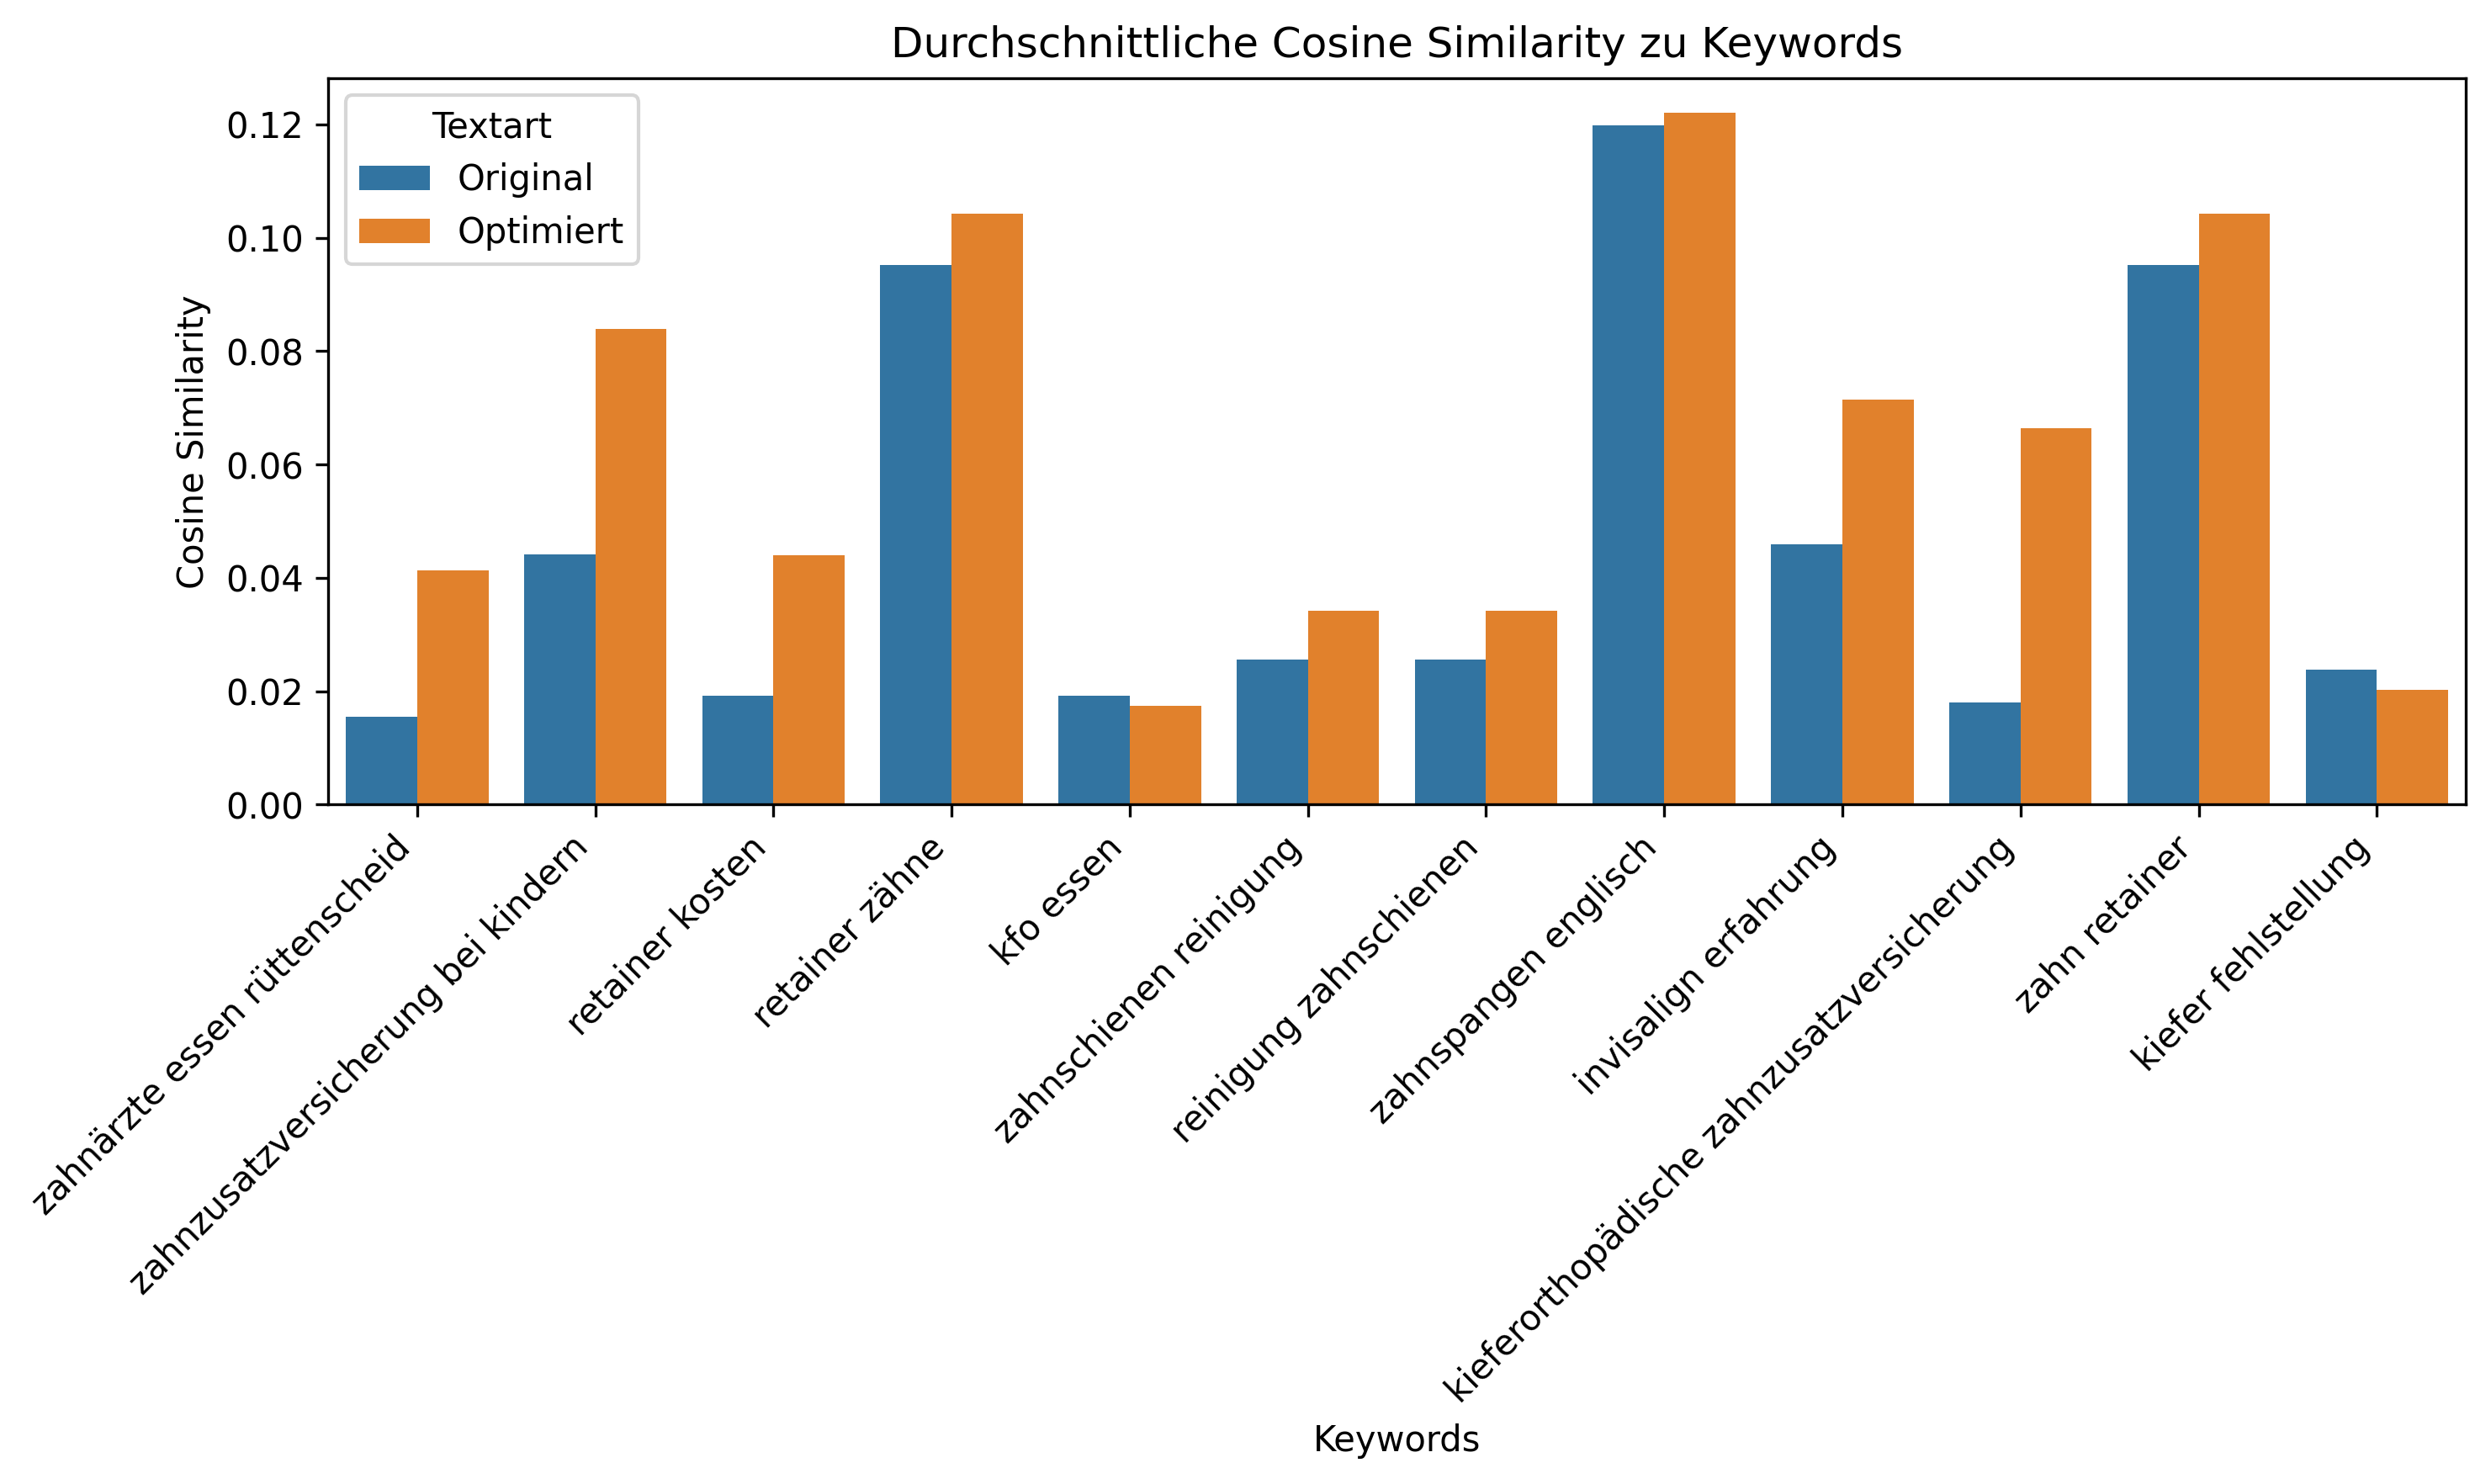 Durchschnittliche Cosine Similarity zu Keywords
Textart
Original
Optimiert
Cosine Similarity
0.12
0.10
0.08
0.06
0.04
0.02
0.00
zahnärzte essen rüttenscheid
zahnzusatzversicherung bei kindern
retainer kosten
retainer zähne
kfo essen
zahnschienen reinigung
reinigung zahnschienen
zahnspangen englisch
invisalign erfahrung
kieferorthopädische zahnzusatzversicherung
zahn retainer
kiefer fehlstellung
Keywords